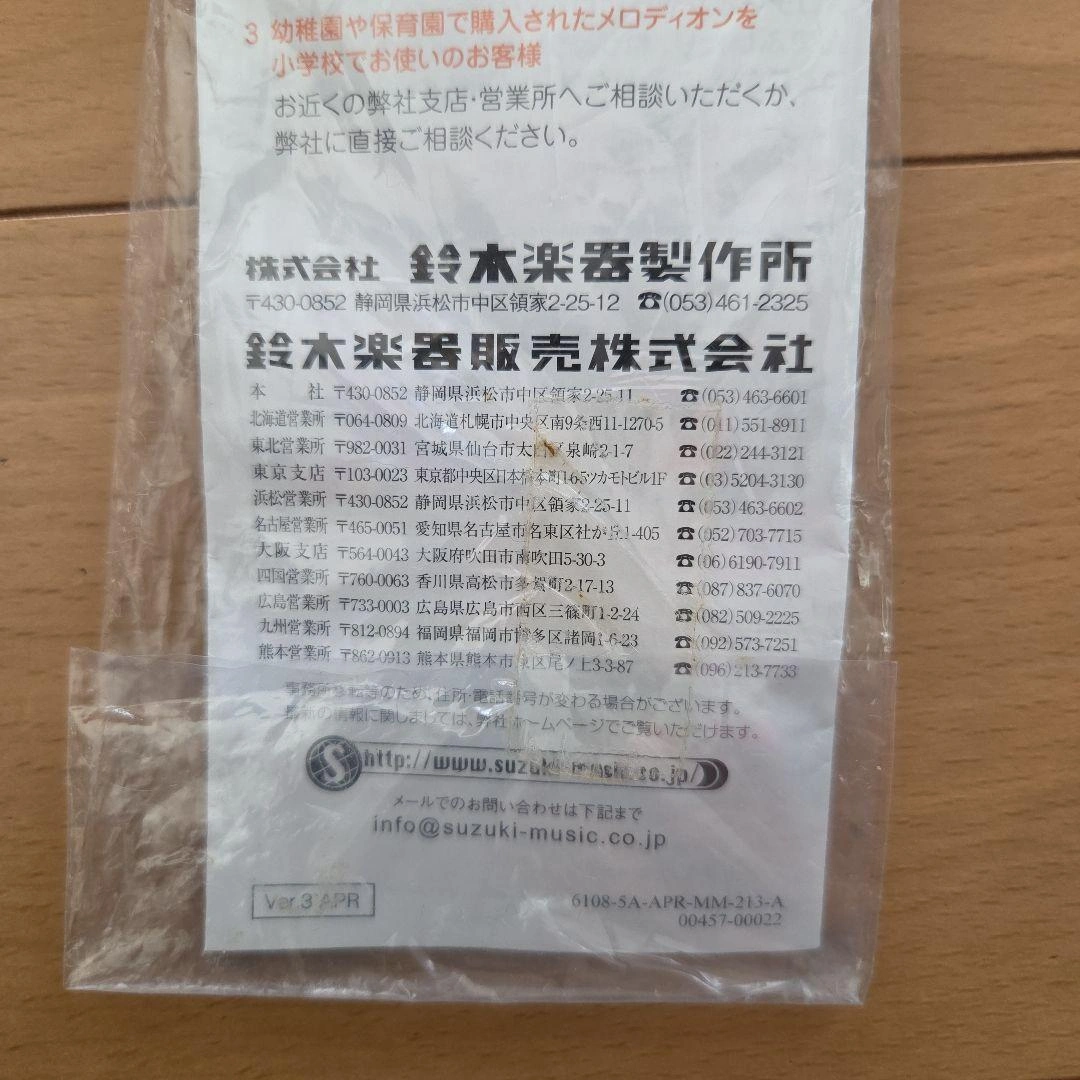 3 幼稚園や保育園で購入されたメロディオンを
小学校でお使いのお客様
お近くの弊社支店・営業所へご相談いただくか、
弊社に直接ご相談ください。
株式会社 鈴木楽器製作所
〒430-0852 静岡県浜松市中区領家2-25-12 ☎(053)461-2325
鈴木楽器販売株式会社
本 社 〒430-0852 静岡県浜松市中区領家2-25-11 ☎(053)463-6601
北海道営業所 〒064-0809 北海道札幌市中央区南9条西11-1270-5 ☎(011)551-8911
東北営業所 〒982-0031 宮城県仙台市太白区泉崎2-1-7 ☎(022)244-3121
東京支店 〒103-0023 東京都中央区日本橋本町1-6-5ツカモトビル1F ☎(03)5204-3130
浜松営業所 〒430-0852 静岡県浜松市中区領家2-25-11 ☎(053)463-6602
名古屋営業所 〒465-0051 愛知県名古屋市名東区社が丘1-405 ☎(052)703-7715
大阪支店 〒564-0043 大阪府吹田市南吹田5-30-3 ☎(06)6190-7911
四国営業所 〒760-0063 香川県高松市多賀町2-17-13 ☎(087)837-6070
広島営業所 〒733-0003 広島県広島市西区三篠町1-2-24 ☎(082)509-2225
九州営業所 〒812-0894 福岡県福岡市博多区諸岡1-6-23 ☎(092)573-7251
熊本営業所 〒862-0913 熊本県熊本市東区尾ノ上3-3-87 ☎(096)213-7733
事務所移転等のため、住所・電話番号が変わる場合がございます。
最新の情報に関しましては、弊社ホームページでご覧いただけます。
S http://www.suzuki-music.co.jp/
メールでのお問い合わせは下記まで
info@suzuki-music.co.jp
Ver.3 APR
6108-5A-APR-MM-213-A
00457-00022